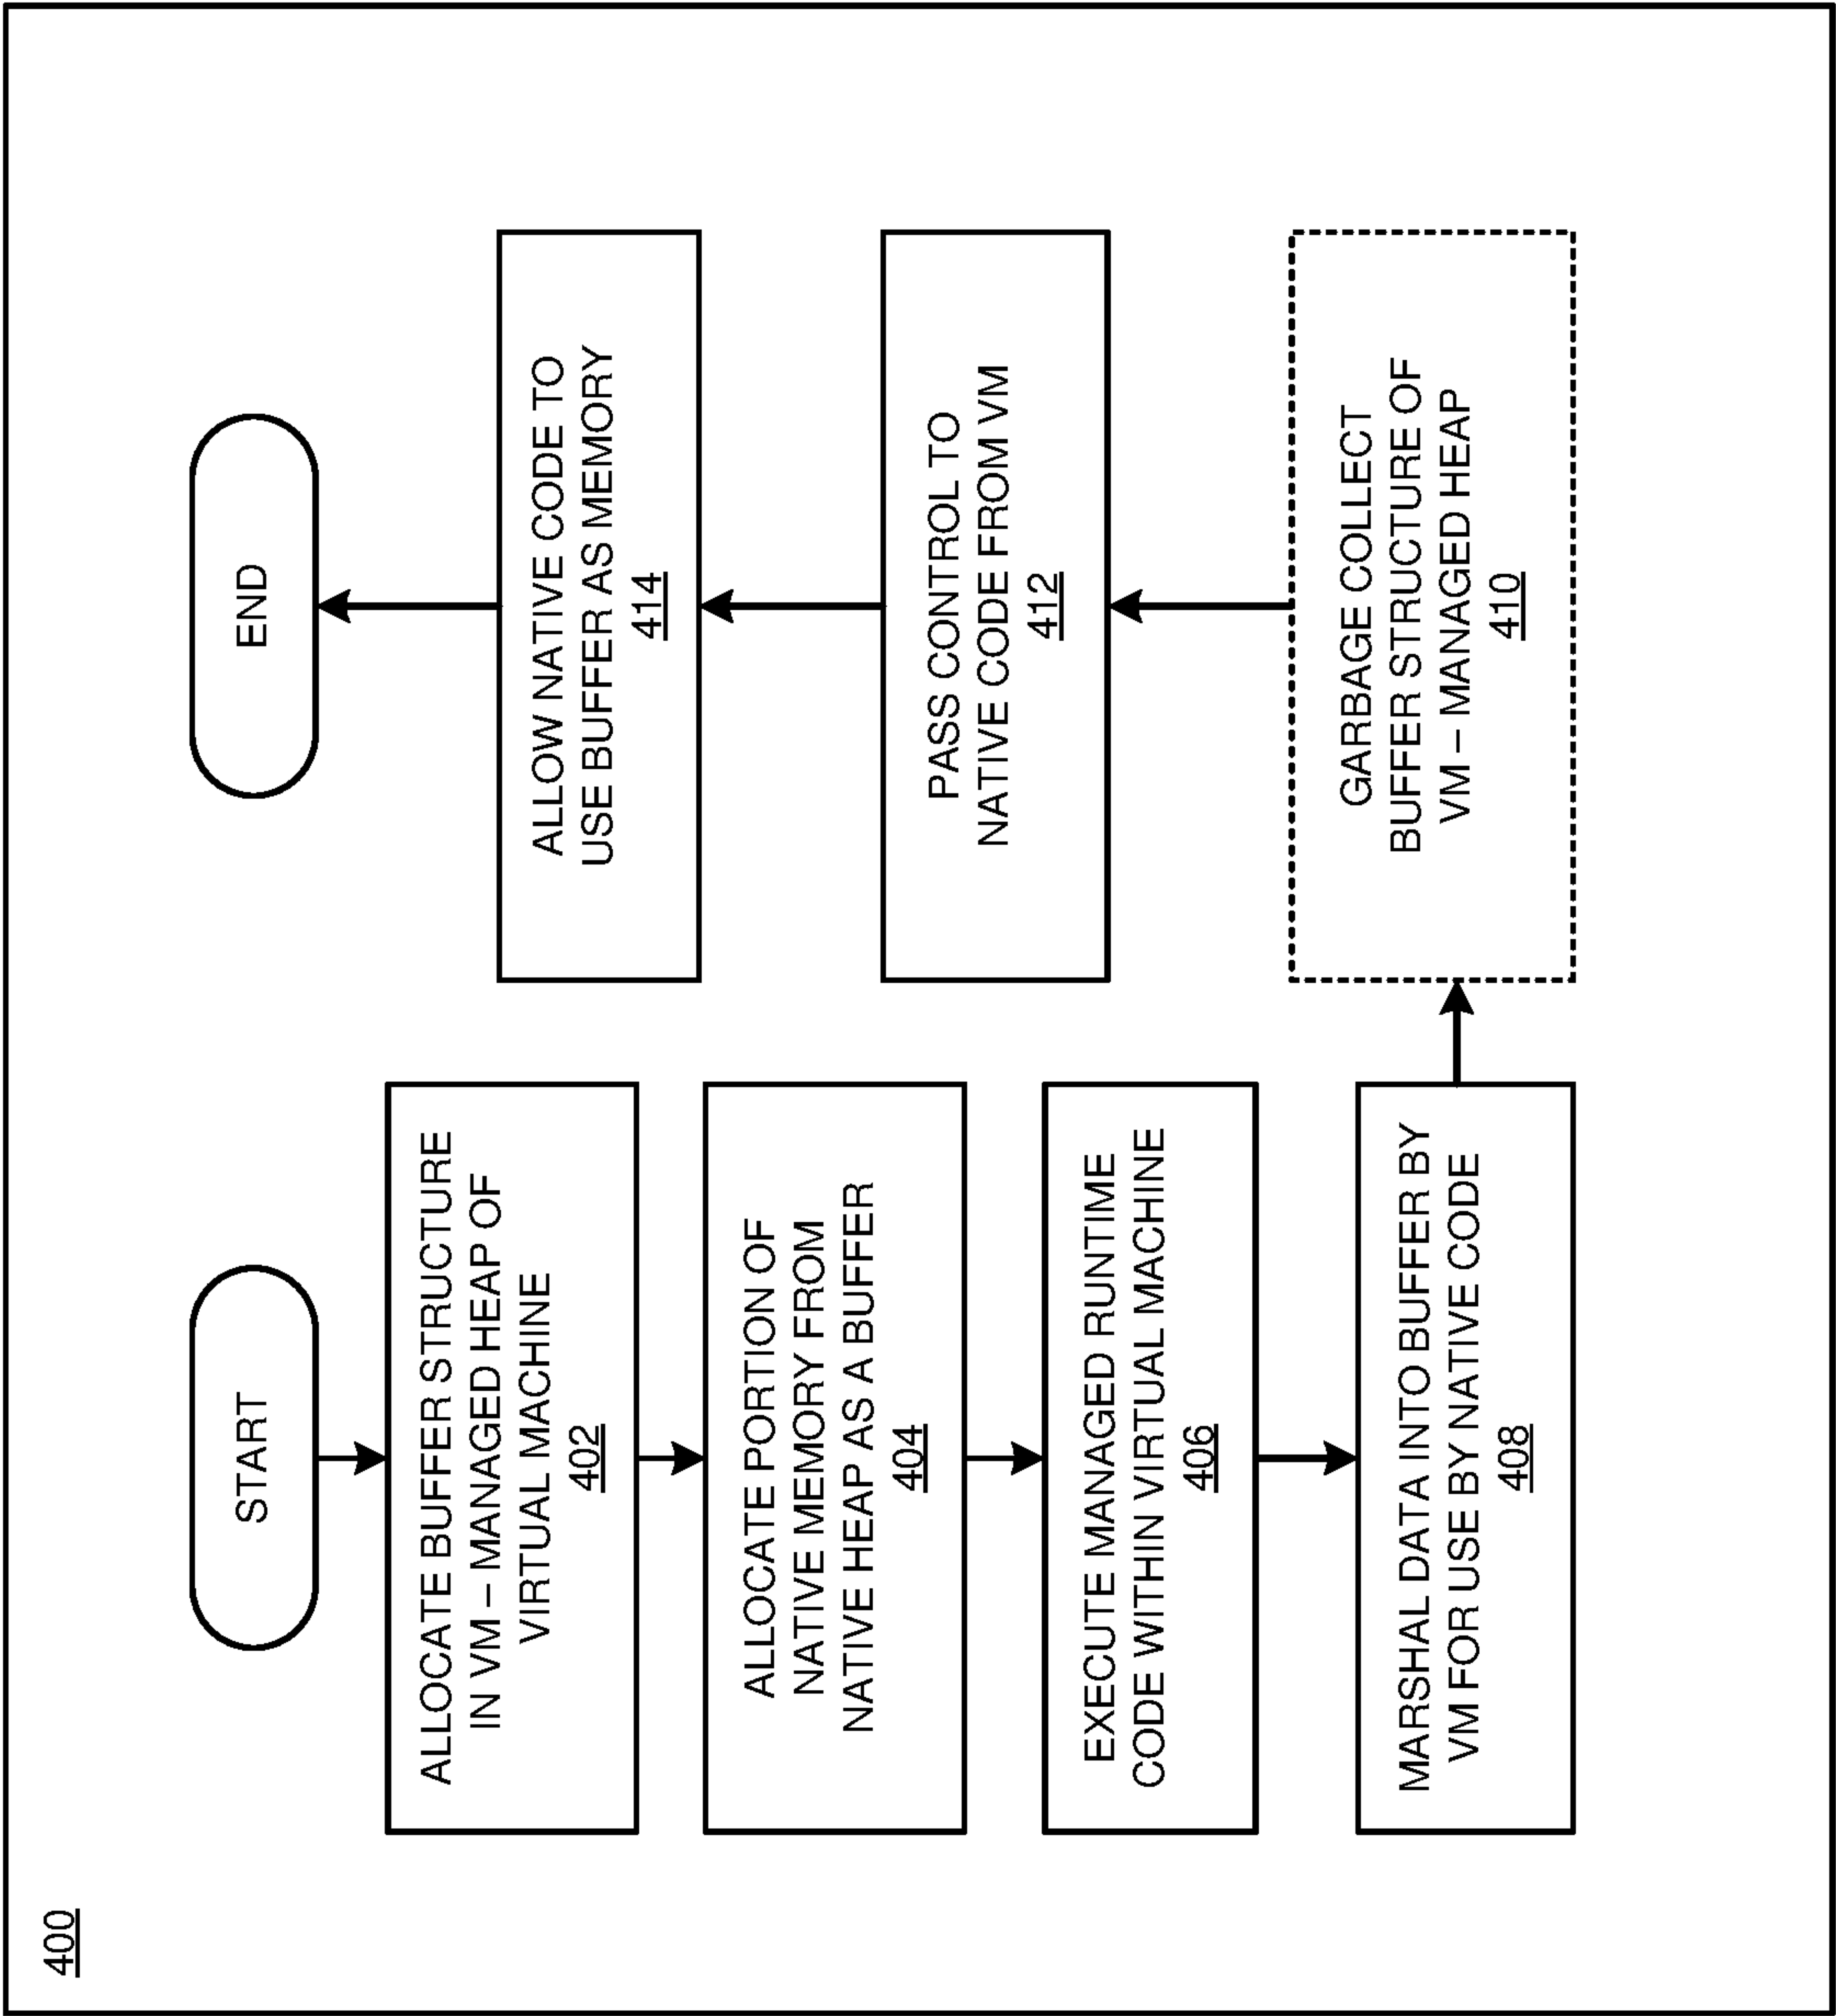 400
START
ALLOCATE BUFFER STRUCTURE
IN VM – MANAGED HEAP OF
VIRTUAL MACHINE
402
ALLOCATE PORTION OF
NATIVE MEMORY FROM
NATIVE HEAP AS A BUFFER
404
EXECUTE MANAGED RUNTIME
CODE WITHIN VIRTUAL MACHINE
406
MARSHAL DATA INTO BUFFER BY
VM FOR USE BY NATIVE CODE
408
GARBAGE COLLECT
BUFFER STRUCTURE OF
VM – MANAGED HEAP
410
PASS CONTROL TO
NATIVE CODE FROM VM
412
ALLOW NATIVE CODE TO
USE BUFFER AS MEMORY
414
END